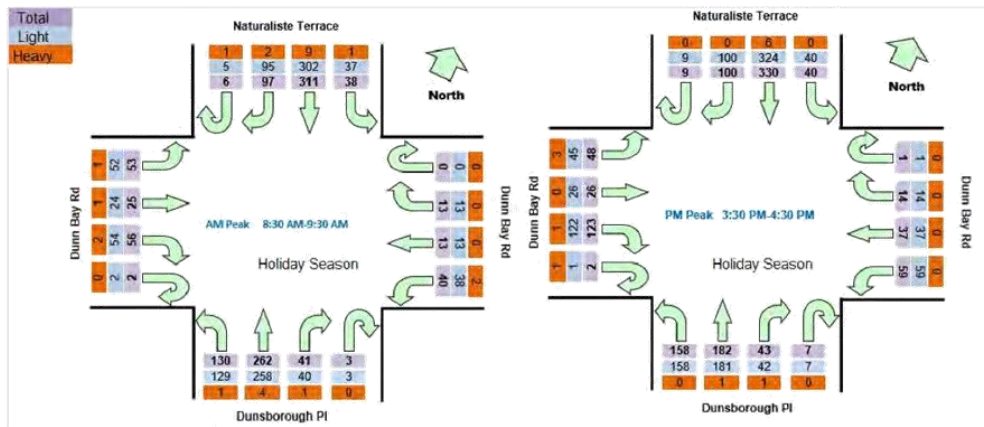 Total
Light
Heavy
Naturaliste Terrace
1 2 9 1
5 95 302 37
6 97 311 38
North
Dunn Bay Rd
1 52 53
1 24 25
2 54 56
0 2 2
AM Peak 8:30 AM-9:30 AM
Holiday Season
0 0 0
13 13 0
13 13 0
40 38 2
Dunn Bay Rd
130 262 41 3
129 258 40 3
1 4 1 0
Dunsborough Pl
Naturaliste Terrace
0 0 6 0
9 100 324 40
9 100 330 40
North
Dunn Bay Rd
3 45 48
0 26 26
1 122 123
1 1 2
PM Peak 3:30 PM-4:30 PM
Holiday Season
1 1 0
14 14 0
37 37 0
59 59 0
Dunn Bay Rd
158 182 43 7
158 181 42 7
0 1 1 0
Dunsborough Pl